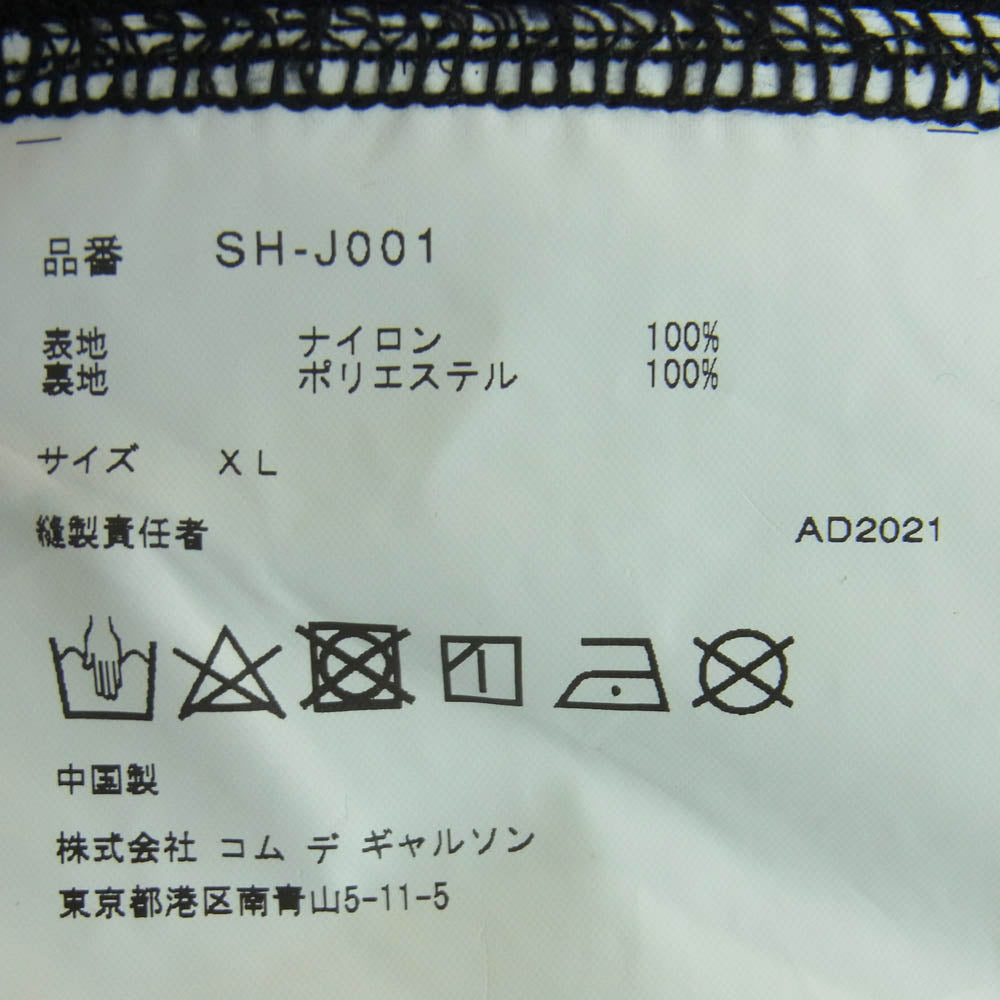 品番 SH-J001
表地 ナイロン 100%
裏地 ポリエステル 100%
サイズ XL
縫製責任者 AD2021
中国製
株式会社 コム デ ギャルソン
東京都港区南青山5-11-5